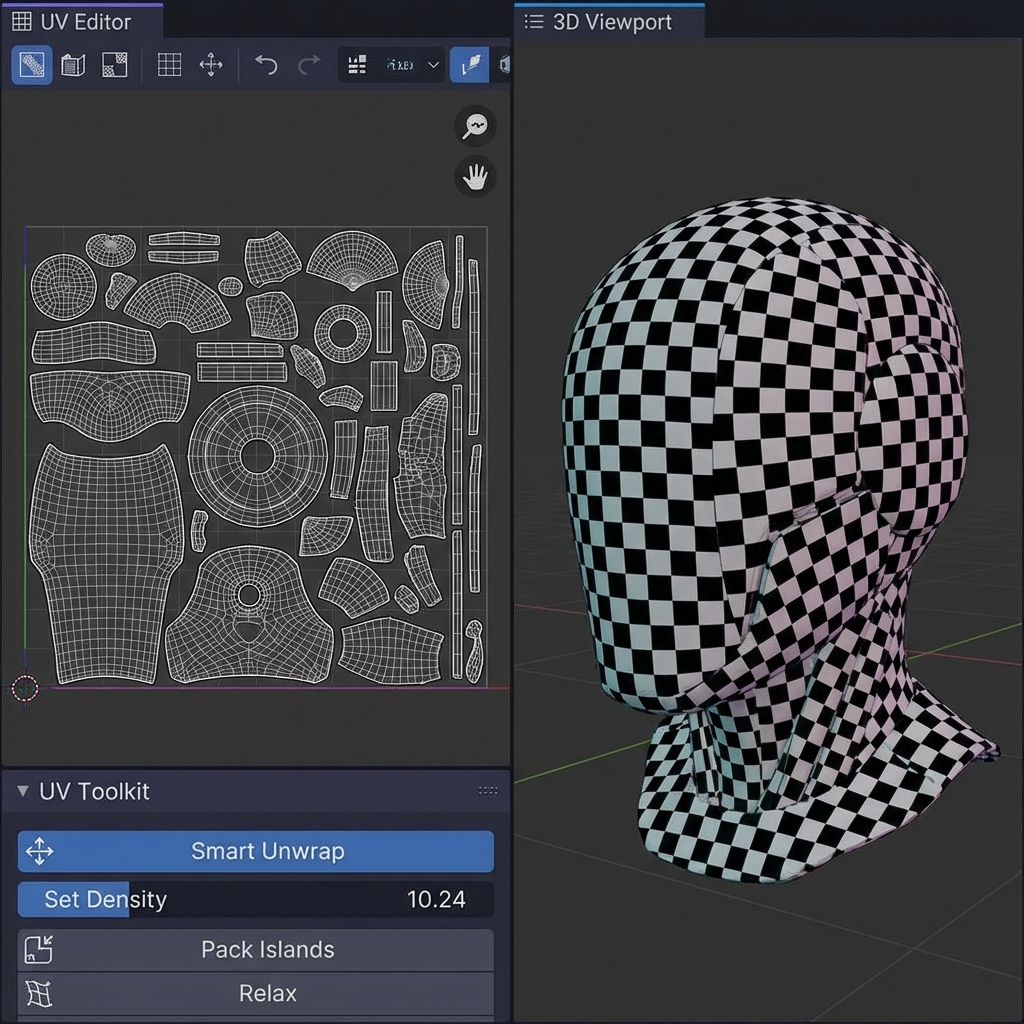 UV Editor
3D Viewport
UV Toolkit
Smart Unwrap
Set Density 10.24
Pack Islands
Relax